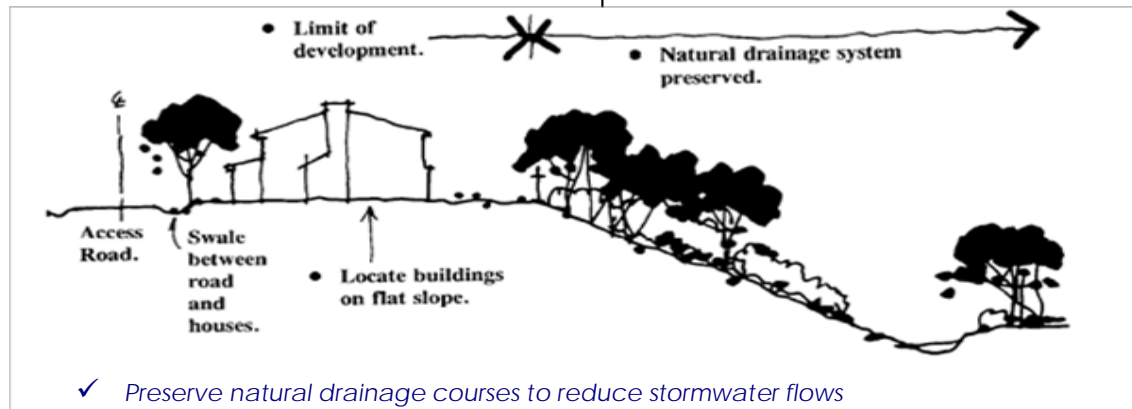 • Limit of
development.
• Natural drainage system
preserved.
℄
Access
Road.
Swale
between
road
and
houses.
• Locate buildings
on flat slope.
✓ Preserve natural drainage courses to reduce stormwater flows